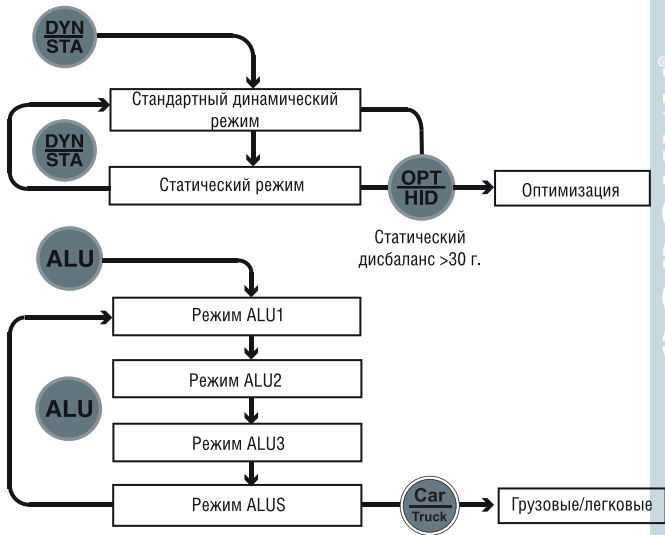 DYN
STA
Стандартный динамический
режим
DYN
STA
Статический режим
OPT
HID
Оптимизация
Статический
дисбаланс >30 г.
ALU
Режим ALU1
Режим ALU2
ALU
Режим ALU3
Режим ALUS
Car
Truck
Грузовые/легковые